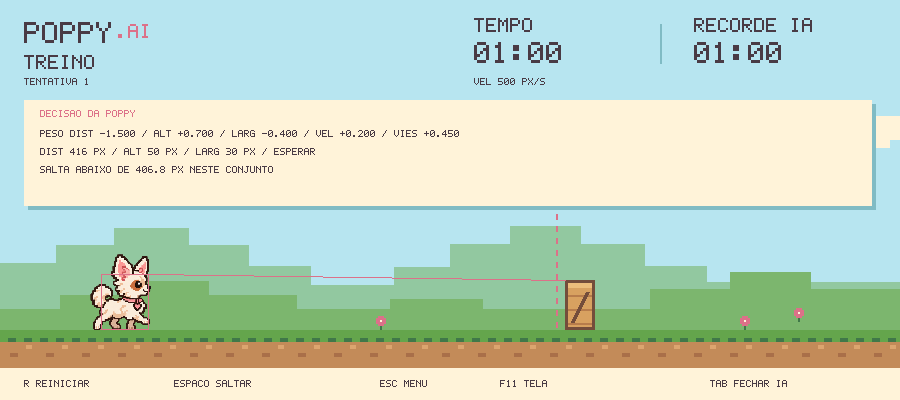 POPPY.AI
TREINO
TENTATIVA 1
TEMPO
01:00
VEL 500 PX/S
RECORDE IA
01:00
DECISAO DA POPPY
PESO DIST -1.500 / ALT +0.700 / LARG -0.400 / VEL +0.200 / VIES +0.450
DIST 416 PX / ALT 50 PX / LARG 30 PX / ESPERAR
SALTA ABAIXO DE 406.8 PX NESTE CONJUNTO
R REINICIAR
ESPACO SALTAR
ESC MENU
F11 TELA
TAB FECHAR IA